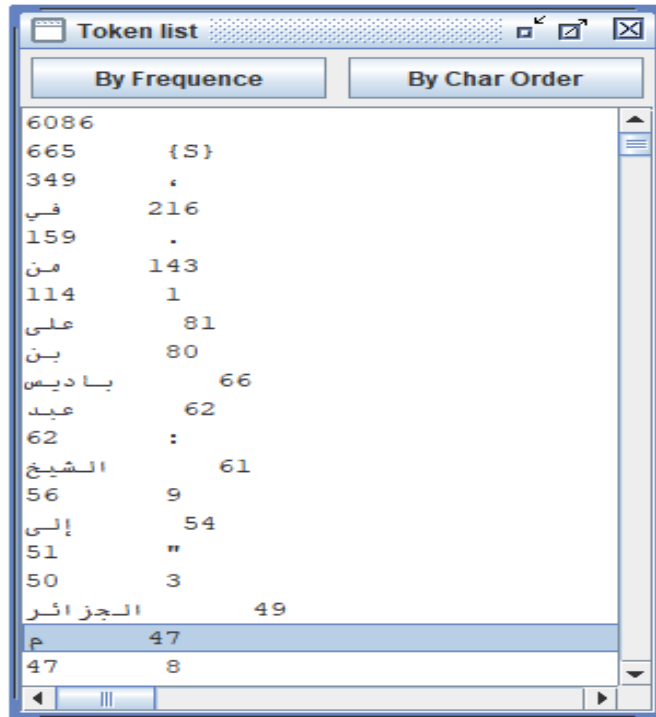 Token list
By Frequence By Char Order
6086
665 {S}
349 ،
في 216
159 .
من 143
114 1
على 81
بن 80
باديس 66
عبد 62
62 :
الشيخ 61
56 9
إلى 54
51 "
50 3
الجزائر 49
م 47
47 8